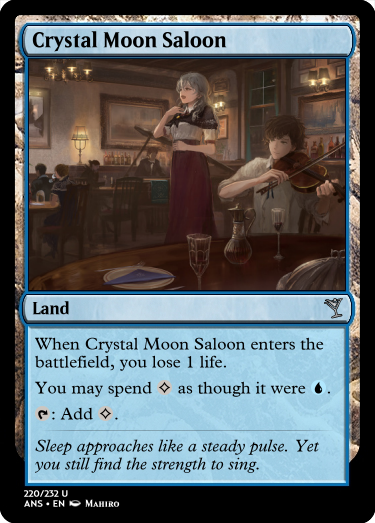 Crystal Moon Saloon
Land
When Crystal Moon Saloon enters the
battlefield, you lose 1 life.
You may spend as though it were .
: Add .
Sleep approaches like a steady pulse. Yet
you still find the strength to sing.
220/232 U
ANS • EN Mahiro